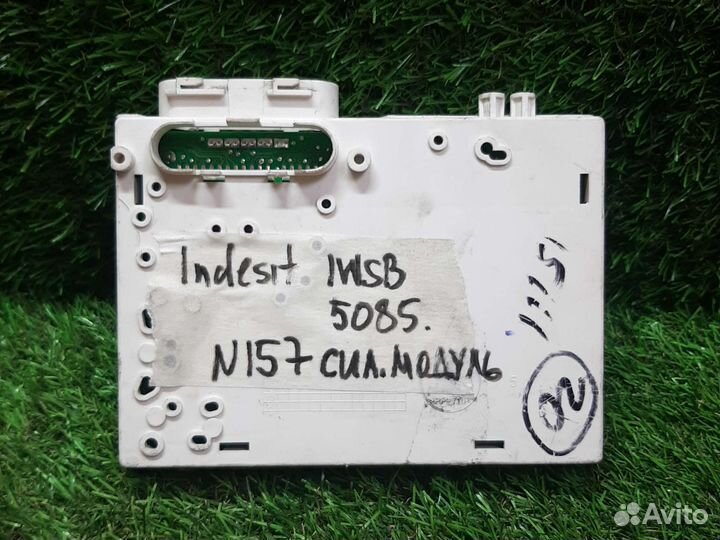 Indesit IWSB
5085.
N157 СИЛ.МОДУЛЬ
Avito